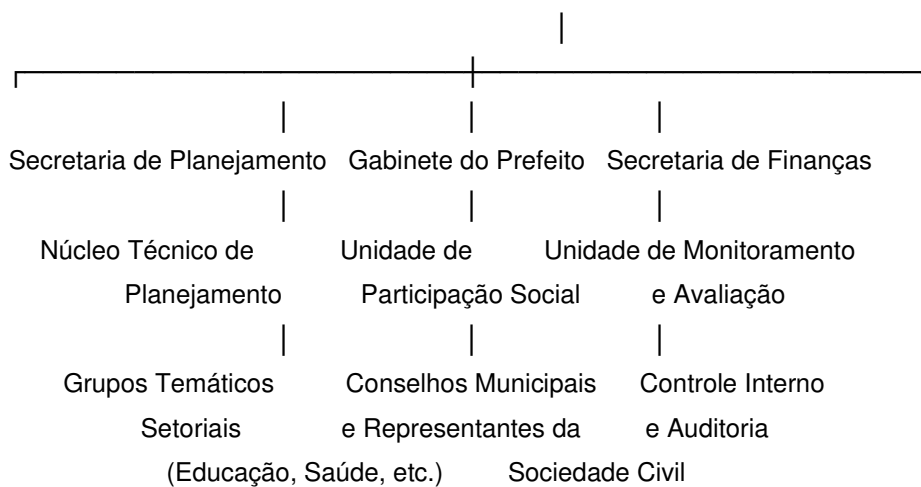 Secretaria de Planejamento Gabinete do Prefeito Secretaria de Finanças
Núcleo Técnico de Unidade de Unidade de Monitoramento
Planejamento Participação Social e Avaliação
Grupos Temáticos Conselhos Municipais Controle Interno
Setoriais e Representantes da e Auditoria
(Educação, Saúde, etc.) Sociedade Civil